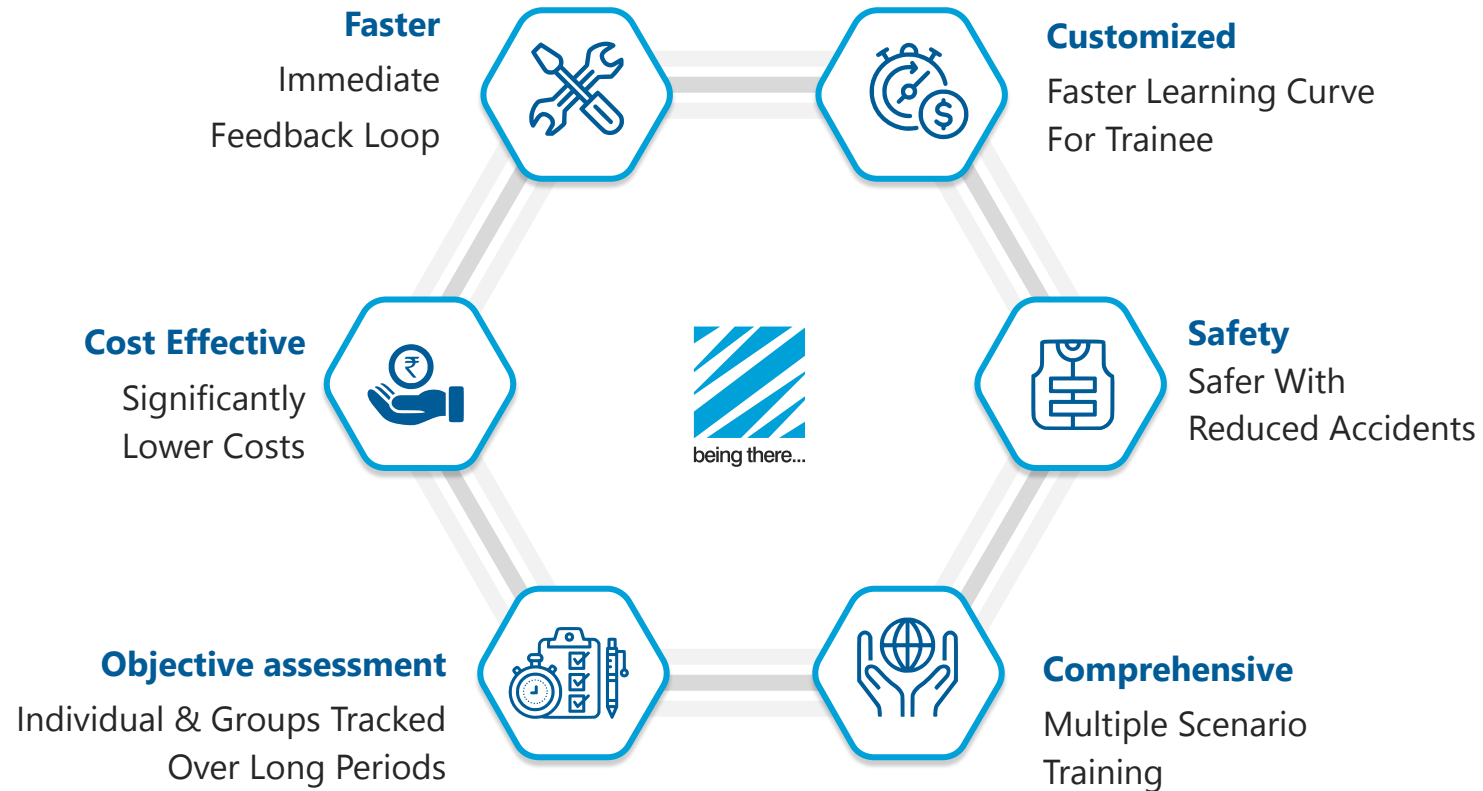 Faster
Immediate
Feedback Loop
Customized
Faster Learning Curve
For Trainee
Cost Effective
Significantly
Lower Costs
₹
$
being there...
Safety
Safer With
Reduced Accidents
Objective assessment
Individual & Groups Tracked
Over Long Periods
Comprehensive
Multiple Scenario
Training